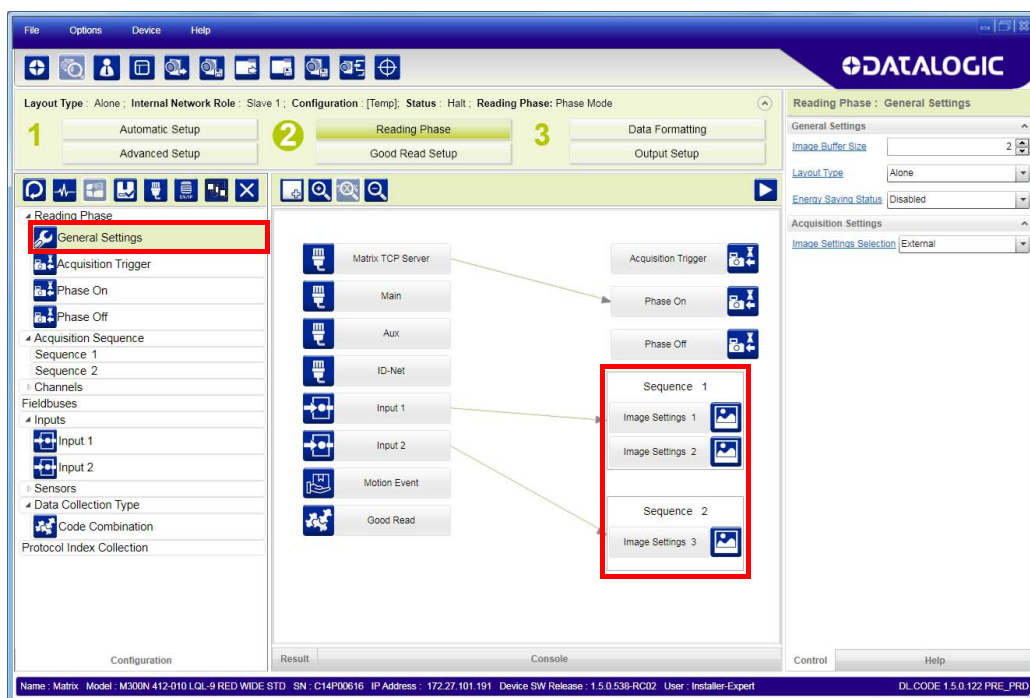 File Options Device Help
DATALOGIC
Layout Type : Alone ; Internal Network Role : Slave 1 ; Configuration : [Temp]; Status : Halt ; Reading Phase: Phase Mode
1 Automatic Setup
Advanced Setup
2 Reading Phase
Good Read Setup
3 Data Formatting
Output Setup
Reading Phase
General Settings
Acquisition Trigger
Phase On
Phase Off
Acquisition Sequence
Sequence 1
Sequence 2
Channels
Fieldbuses
Inputs
Input 1
Input 2
Sensors
Data Collection Type
Code Combination
Protocol Index Collection
Configuration
Matrix TCP Server
Main
Aux
ID-Net
Input 1
Input 2
Motion Event
Good Read
Acquisition Trigger
Phase On
Phase Off
Sequence 1
Image Settings 1
Image Settings 2
Sequence 2
Image Settings 3
Result Console
Reading Phase : General Settings
General Settings
Image Buffer Size 2
Layout Type Alone
Energy Saving Status Disabled
Acquisition Settings
Image Settings Selection External
Control Help
Name : Matrix Model : M300N 412-010 LQL-9 RED WIDE STD SN : C14P00616 IP Address : 172.27.101.191 Device SW Release : 1.5.0.538-RC02 User : Installer-Expert DL.CODE 1.5.0.122 PRE_PRD